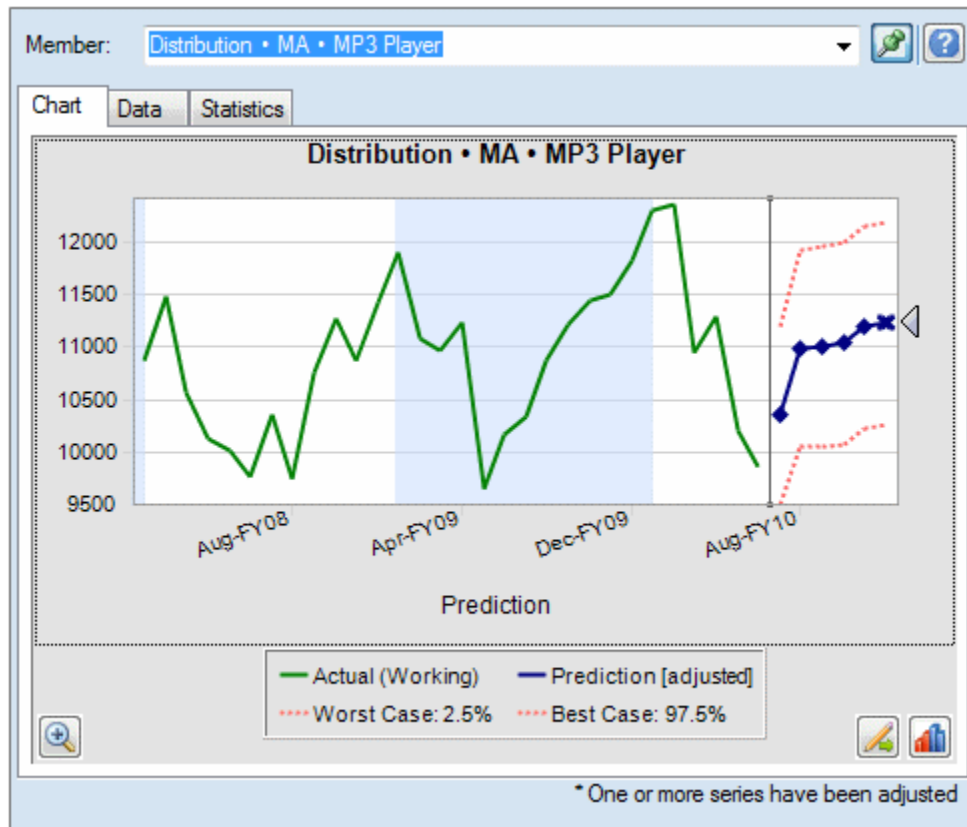 Member: Distribution • MA • MP3 Player
Chart Data Statistics
Distribution • MA • MP3 Player
12000
11500
11000
10500
10000
9500
Aug-FY08 Apr-FY09 Dec-FY09 Aug-FY10
Prediction
Actual (Working) Prediction [adjusted]
Worst Case: 2.5% Best Case: 97.5%
* One or more series have been adjusted